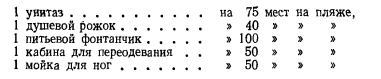 1 унитаз . . . . . . . . . . . на 75 мест на пляже,
1 душевой рожок . . . . . . . » 40 » » »
1 питьевой фонтанчик . . . . . » 100 » » »
1 кабина для переодевания . . » 50 » » »
1 мойка для ног . . . . . . . » 50 » » »